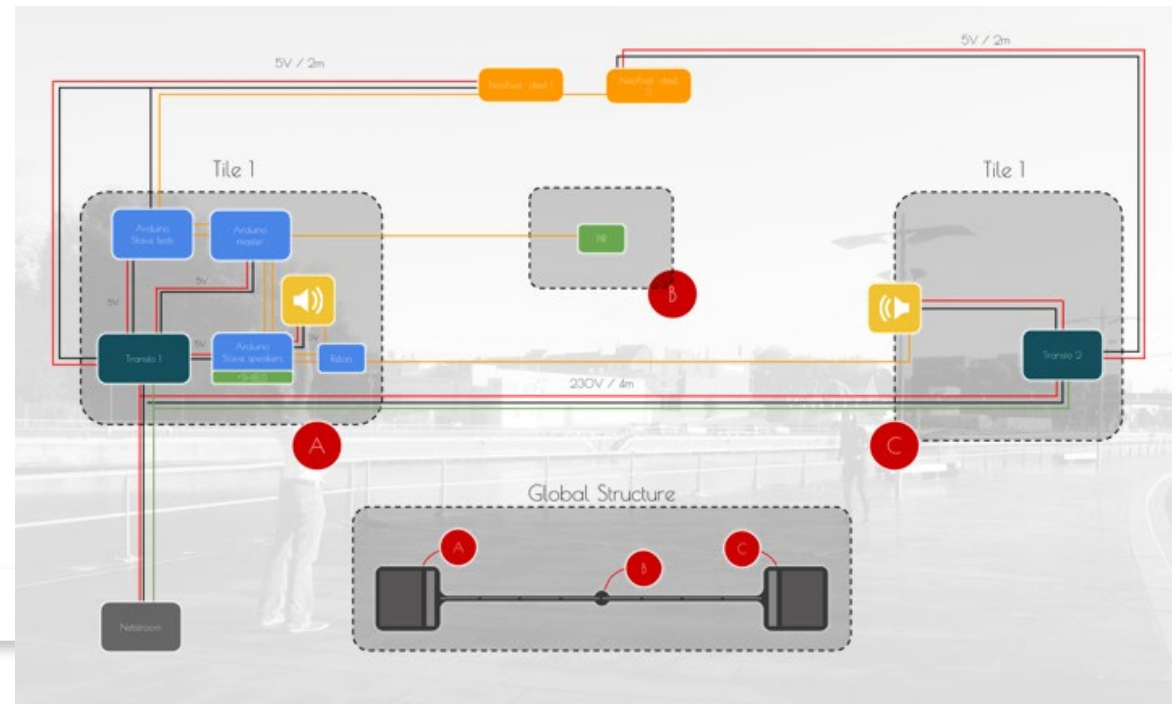 5V / 2m
5V / 2m
Tile 1
Tile 1
Arduino
Slave leds
Arduino
master
5V
5V
5V
5V
Transfo 1
Arduino
Slave speakers
230V / 4m
Transfo 2
A
B
C
Global Structure
A
B
C
Netstroom